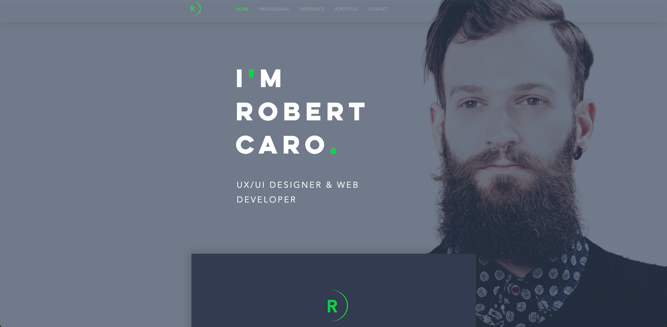 R
HOME PROFESSIONAL EXPERIENCE PORTFOLIO CONTACT
I'M
ROBERT
CARO.
UX/UI DESIGNER & WEB
DEVELOPER
R